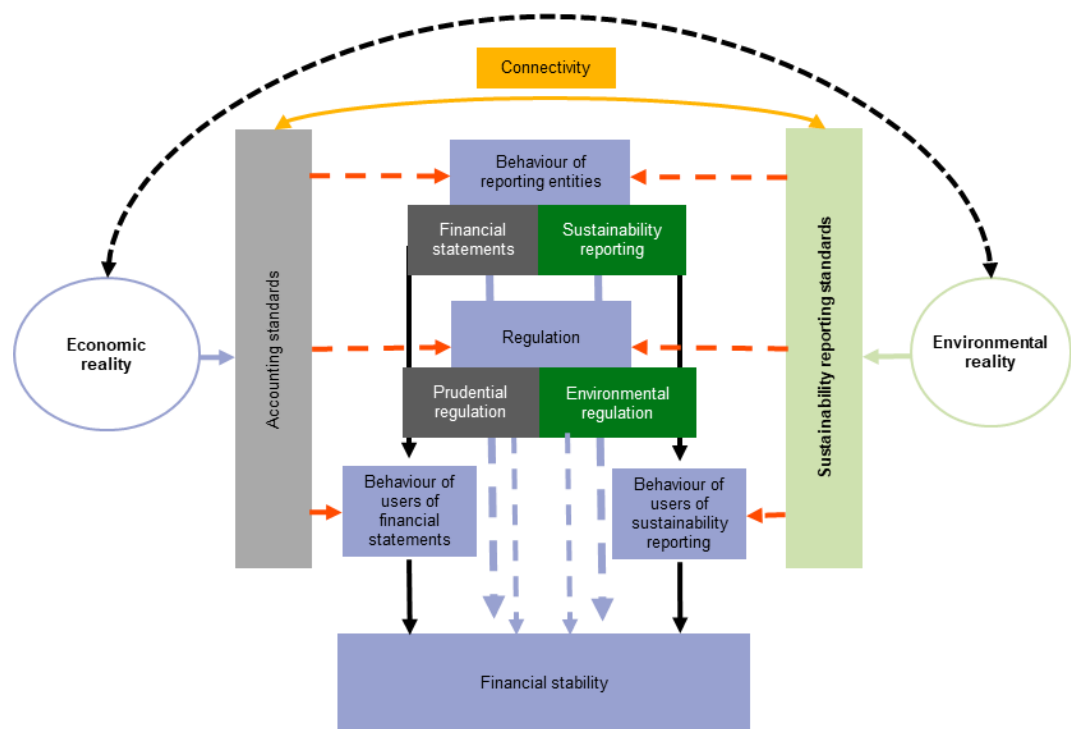 Connectivity
Behaviour of
reporting entities
Financial
statements
Sustainability
reporting
Economic
reality
Accounting standards
Regulation
Sustainability reporting standards
Environmental
reality
Prudential
regulation
Environmental
regulation
Behaviour of
users of
financial
statements
Behaviour of
users of
sustainability
reporting
Financial stability